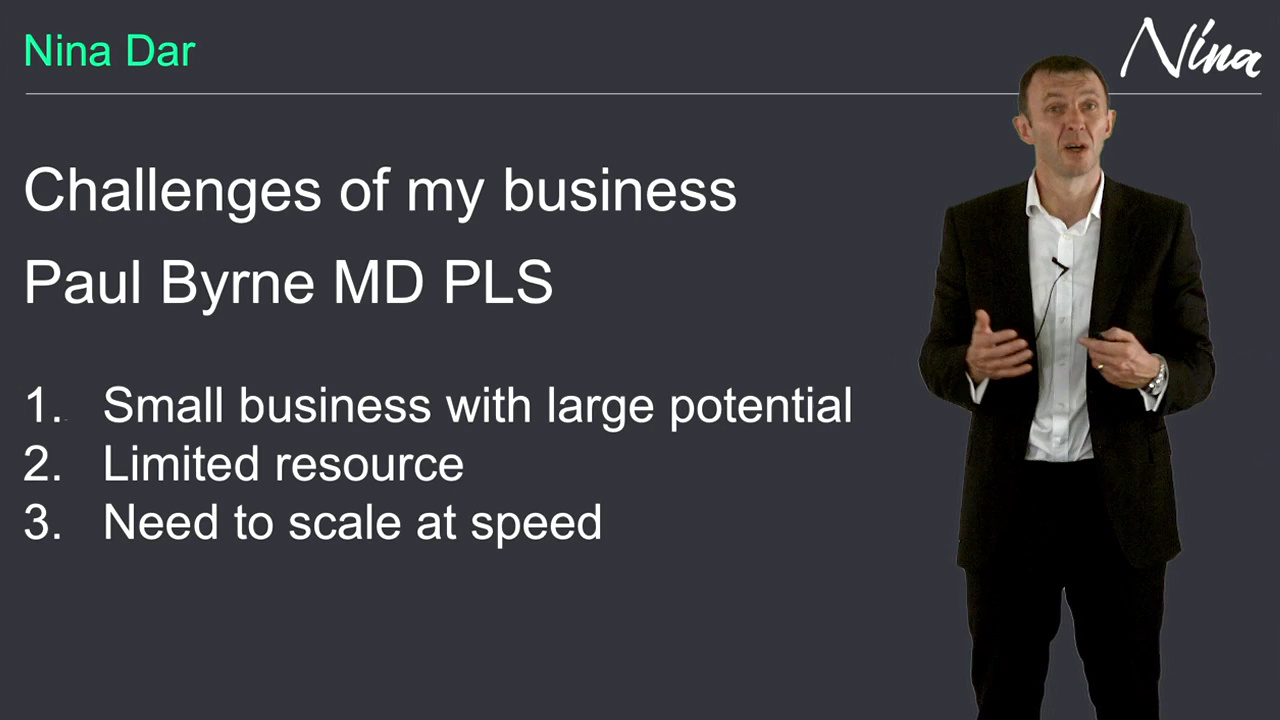 Nina Dar
Nina
Challenges of my business
Paul Byrne MD PLS
1. Small business with large potential
2. Limited resource
3. Need to scale at speed